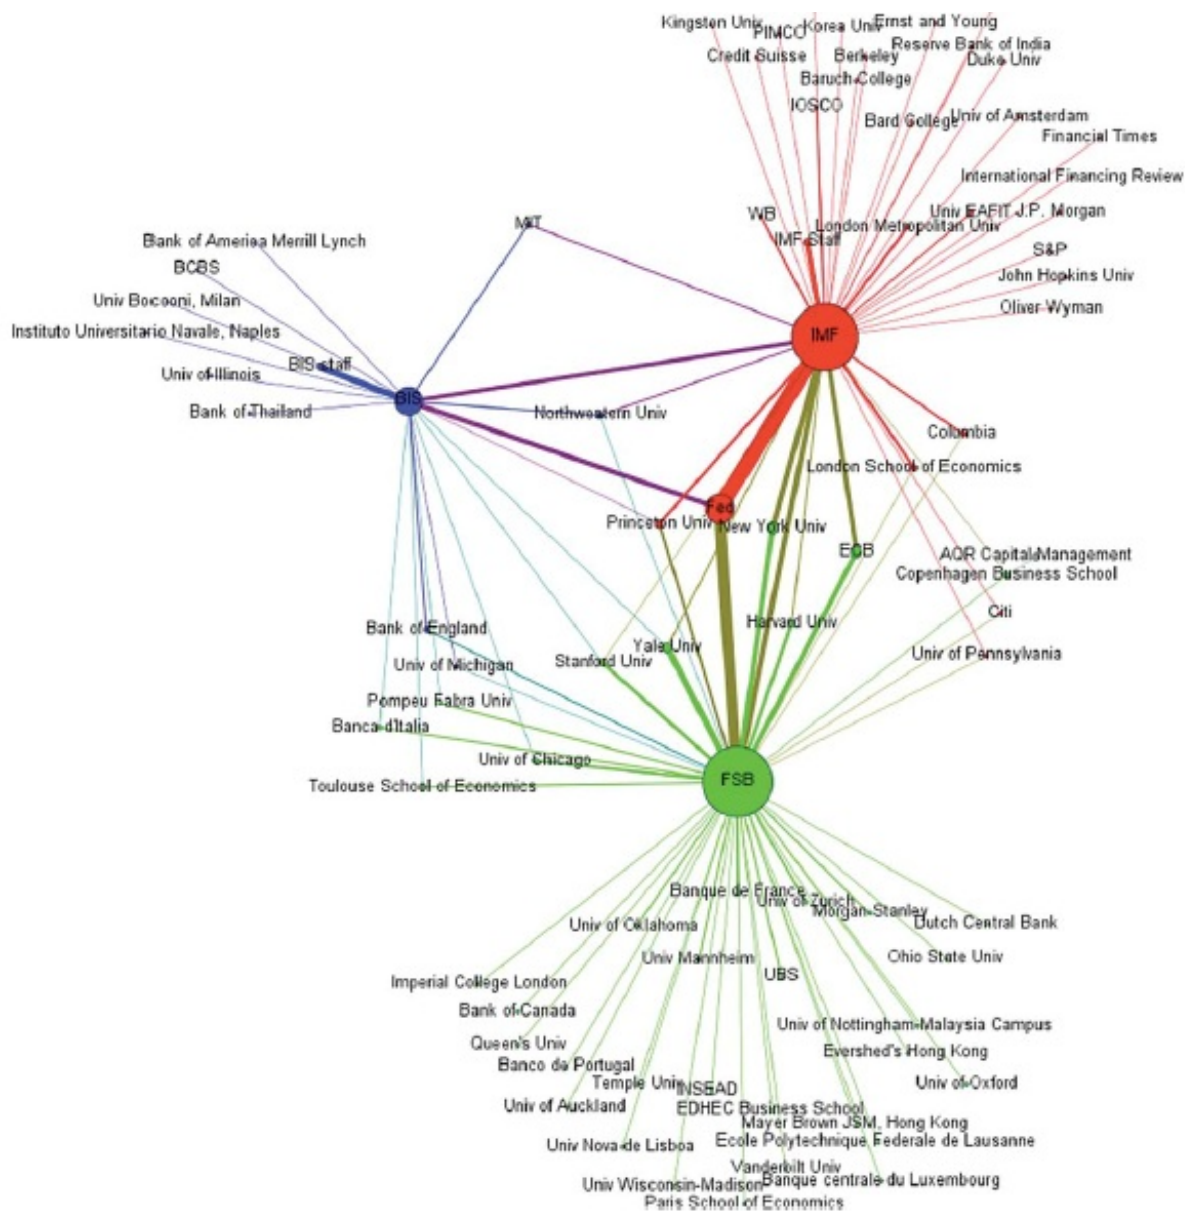 Kingsten Univ
PIMCO
Korea Univ
Ernst and Young
Credit Suisse
Berkeley
Reserve Bank of India
Duke Univ
Baruch College
IOSCO
Bard College
Univ of Amsterdam
Financial Times
International Financing Review
WB
Univ EAFIT
J.P. Morgan
London Metropolitan Univ
IMF Staff
S&P
John Hopkins Univ
Oliver Wyman
MIT
Bank of America Merrill Lynch
BCBS
Univ Bocconi, Milan
Instituto Universitario Navale, Naples
BIS staff
Univ of Illinois
Bank of Thailand
BIS
IMF
Northwestern Univ
Columbia
London School of Economics
Fed
Princeton Univ
New York Univ
ECB
AQR Capital Management
Copenhagen Business School
Citi
Harvard Univ
Bank of England
Yale Univ
Stanford Univ
Univ of Pennsylvania
Univ of Michigan
Pompeu Fabra Univ
Banca d'Italia
Univ of Chicago
Toulouse School of Economics
FSB
Banque de France
Univ of Zurich
Morgan Stanley
Dutch Central Bank
Univ of Oklahoma
Ohio State Univ
Univ Mannheim
UBS
Imperial College London
Bank of Canada
Univ of Nottingham-Malaysia Campus
Queen's Univ
Evershed's Hong Kong
Banco de Portugal
Temple Univ
INSEAD
Univ of Oxford
Univ of Auckland
EDHEC Business School
Mayer Brown JSM, Hong Kong
Univ Nova de Lisboa
Ecole Polytechnique Federale de Lausanne
Vanderbilt Univ
Univ Wisconsin-Madison
Banque centrale du Luxembourg
Paris School of Economics